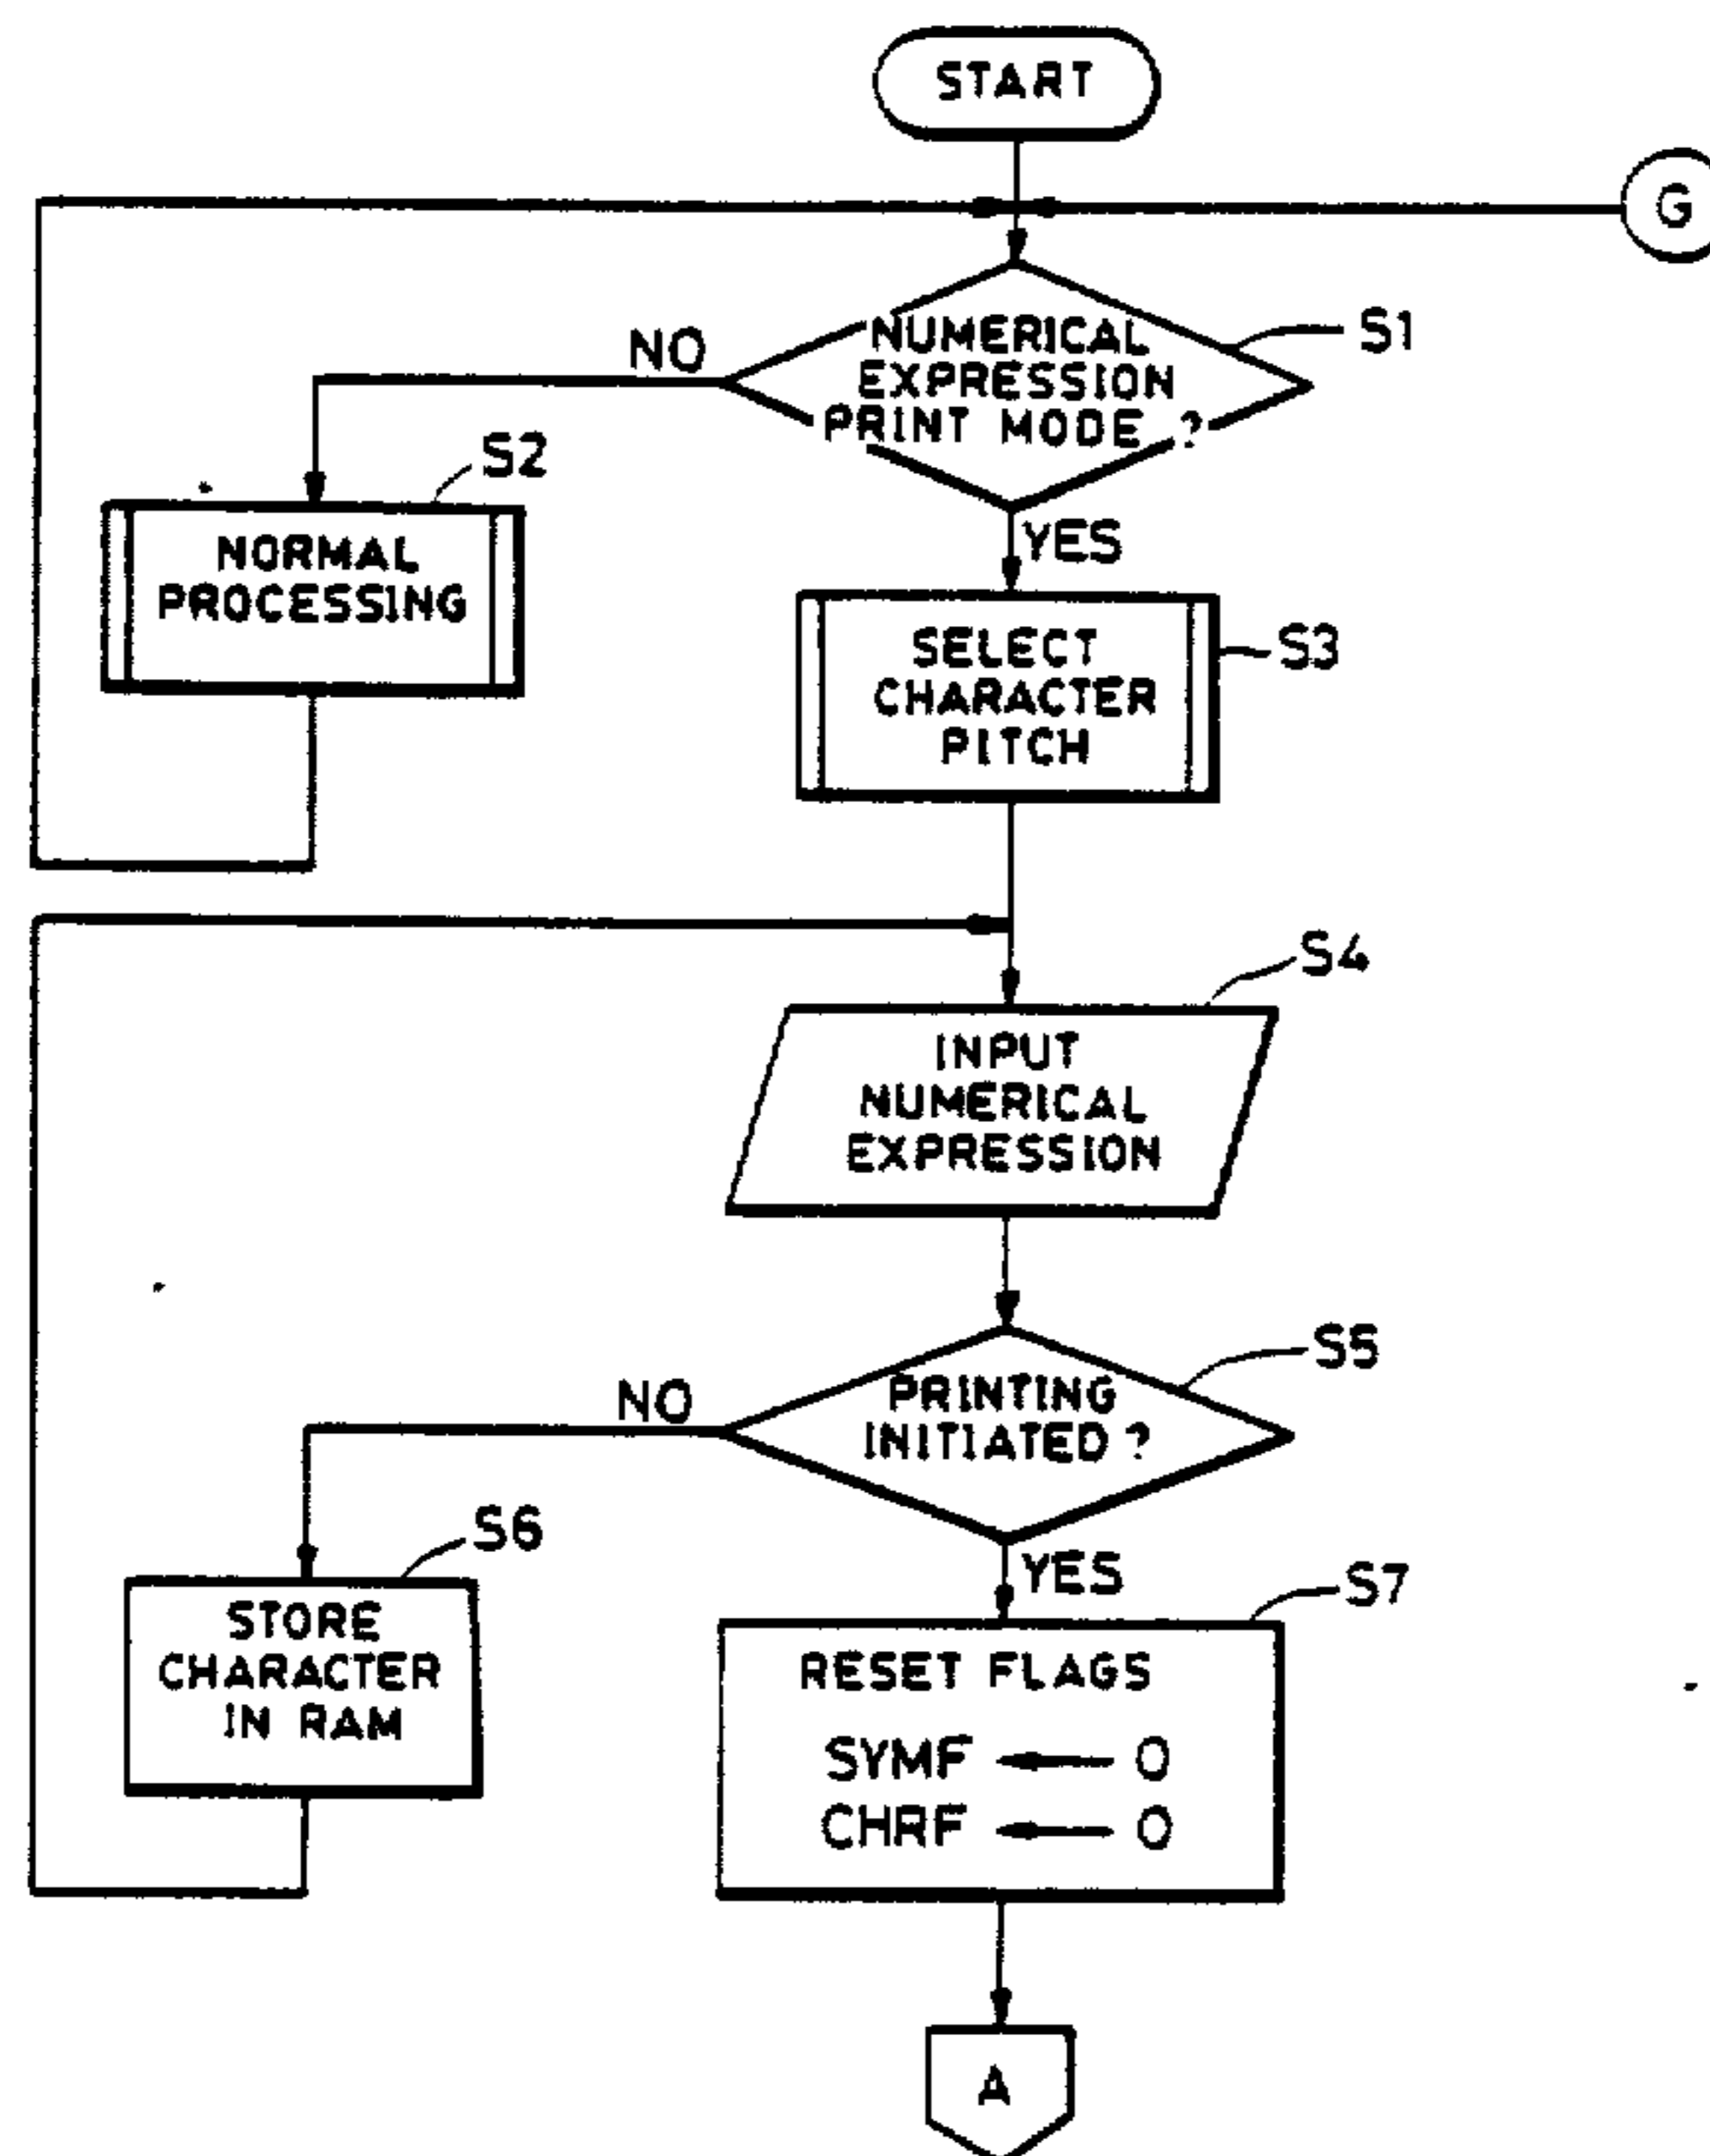 START
G
NUMERICAL
EXPRESSION
PRINT MODE ?
S1
NO
S2
NORMAL
PROCESSING
YES
SELECT
CHARACTER
PITCH
S3
S4
INPUT
NUMERICAL
EXPRESSION
S5
PRINTING
INITIATED ?
NO
S6
STORE
CHARACTER
IN RAM
YES
S7
RESET FLAGS
SYMF ← 0
CHRF ← 0
A